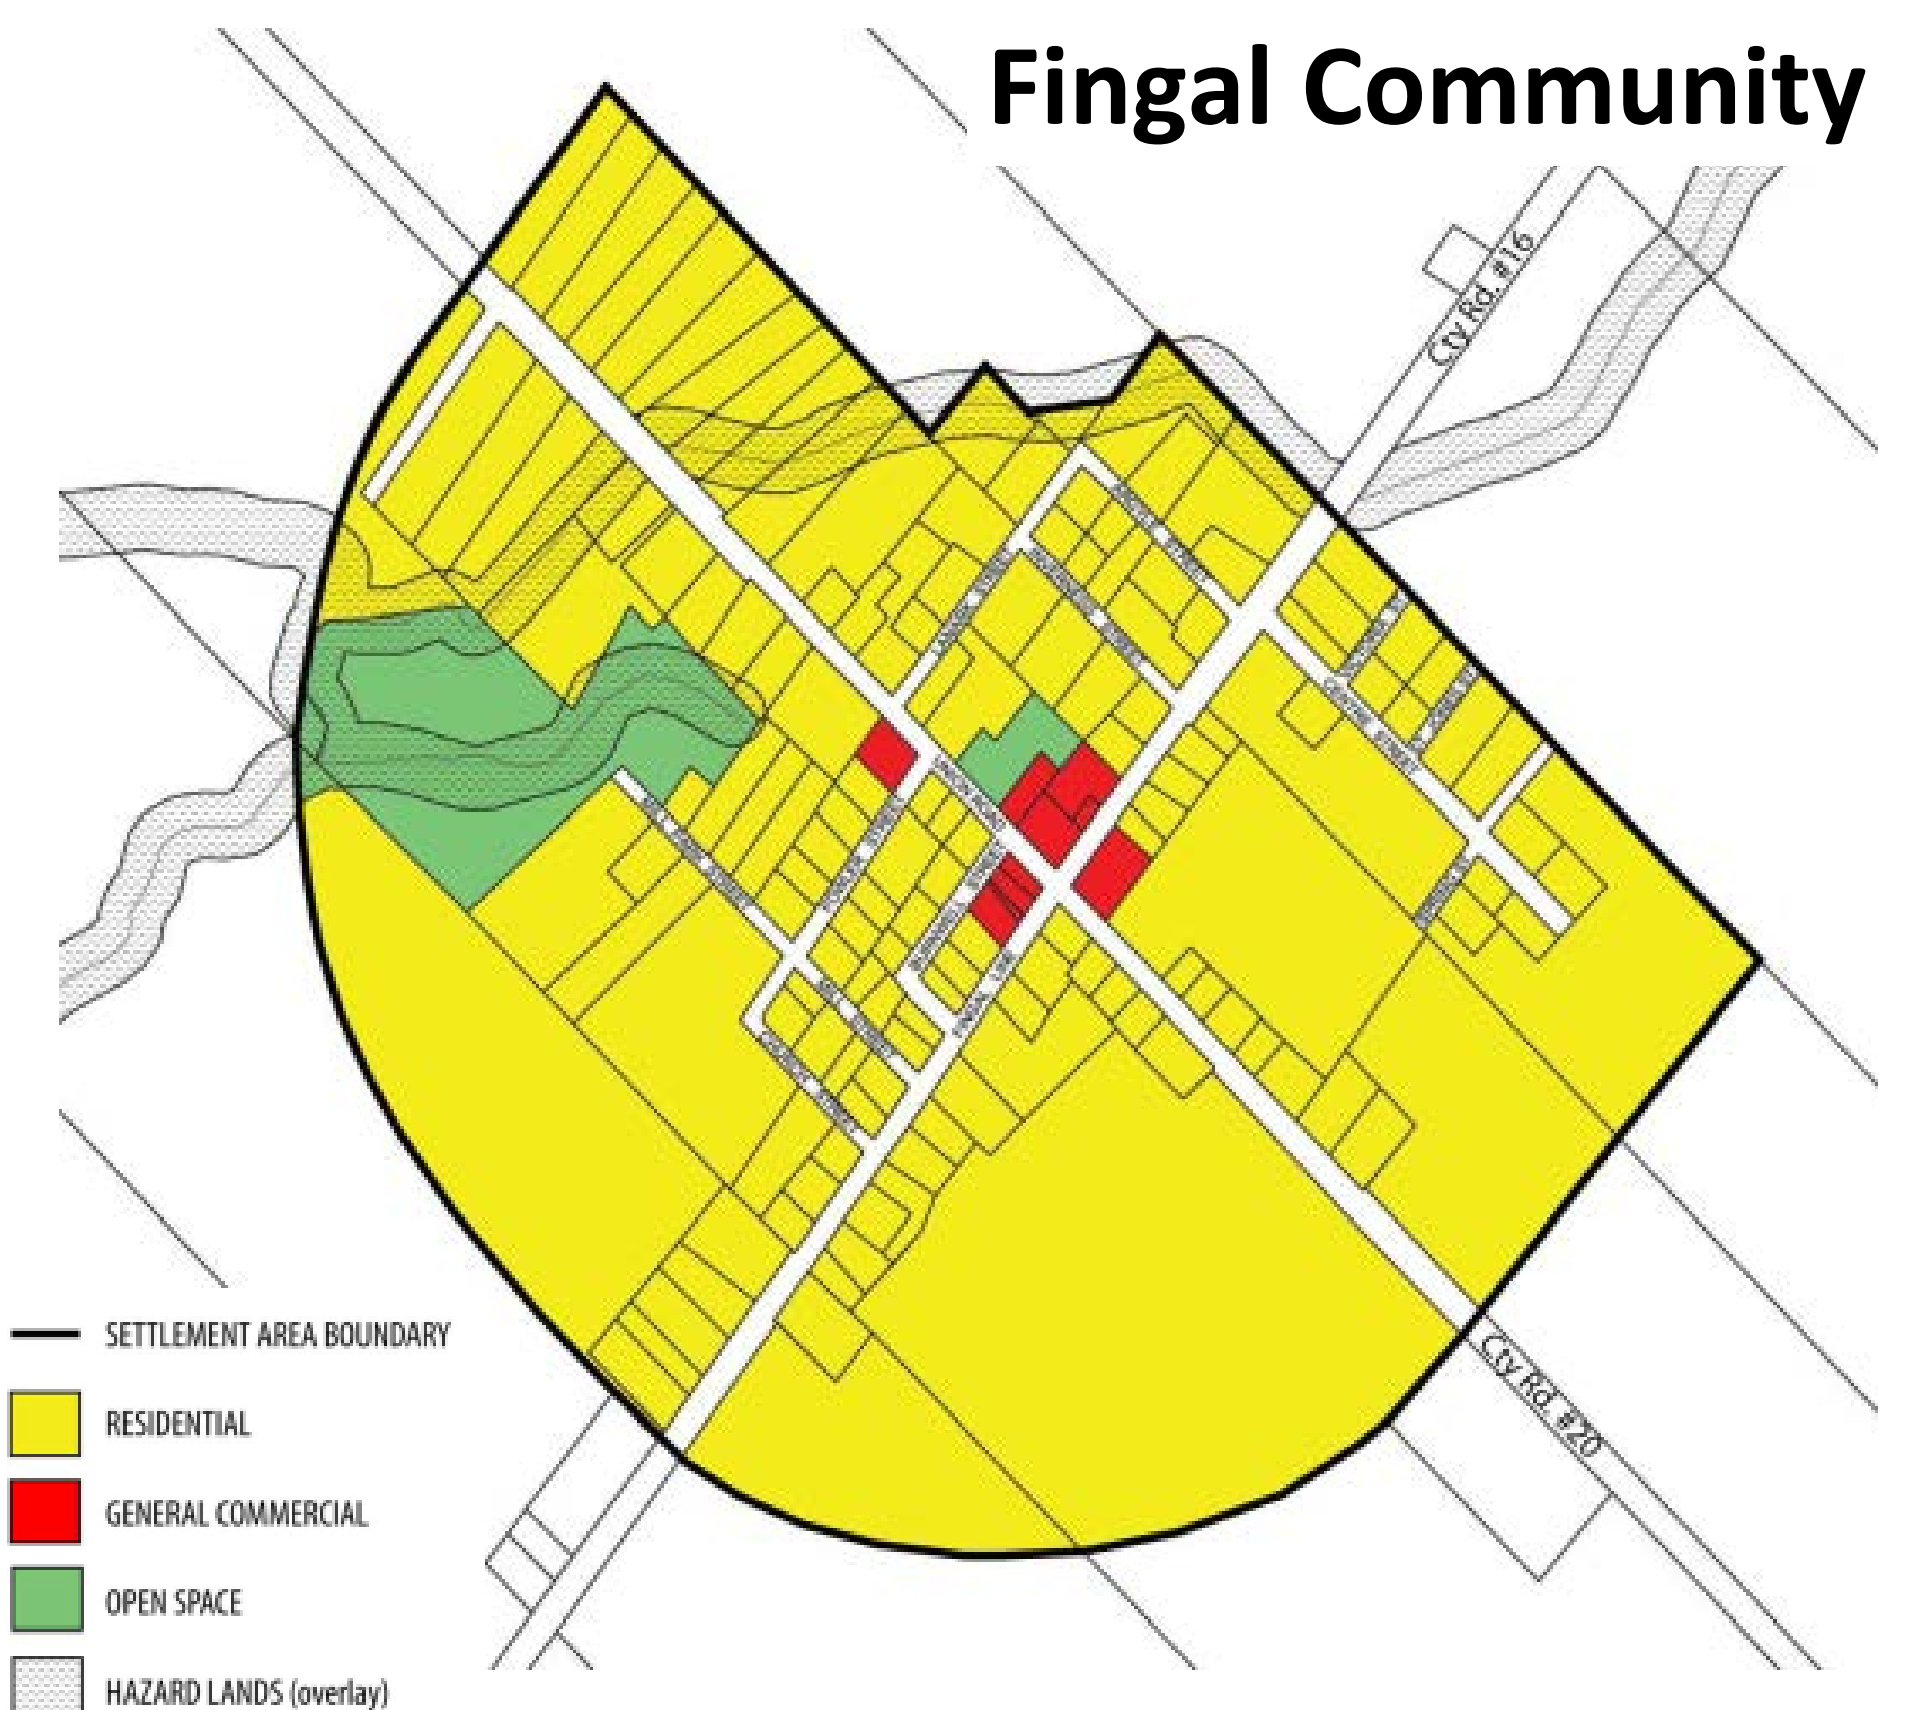 Fingal Community
Cty Rd. #16
Cty Rd. #20
SETTLEMENT AREA BOUNDARY
RESIDENTIAL
GENERAL COMMERCIAL
OPEN SPACE
HAZARD LANDS (overlay)